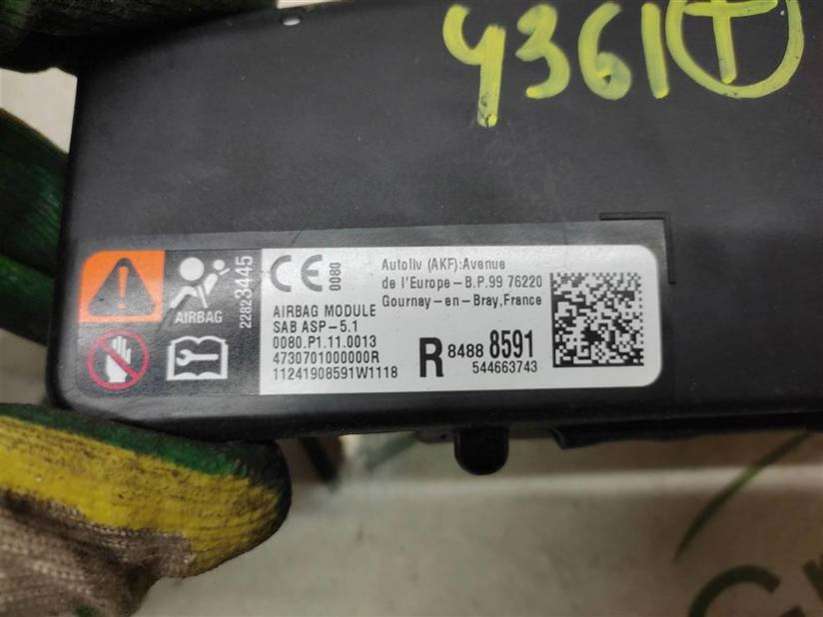 4361 T
AIRBAG
22823445
CE 0080
AIRBAG MODULE
SAB ASP-5.1
0080.P1.11.0013
4730701000000R
11241908591W1118
Autoliv (AKF):Avenue
de l'Europe-B.P.99 76220
Gournay-en-Bray,France
R 8488 8591
544663743